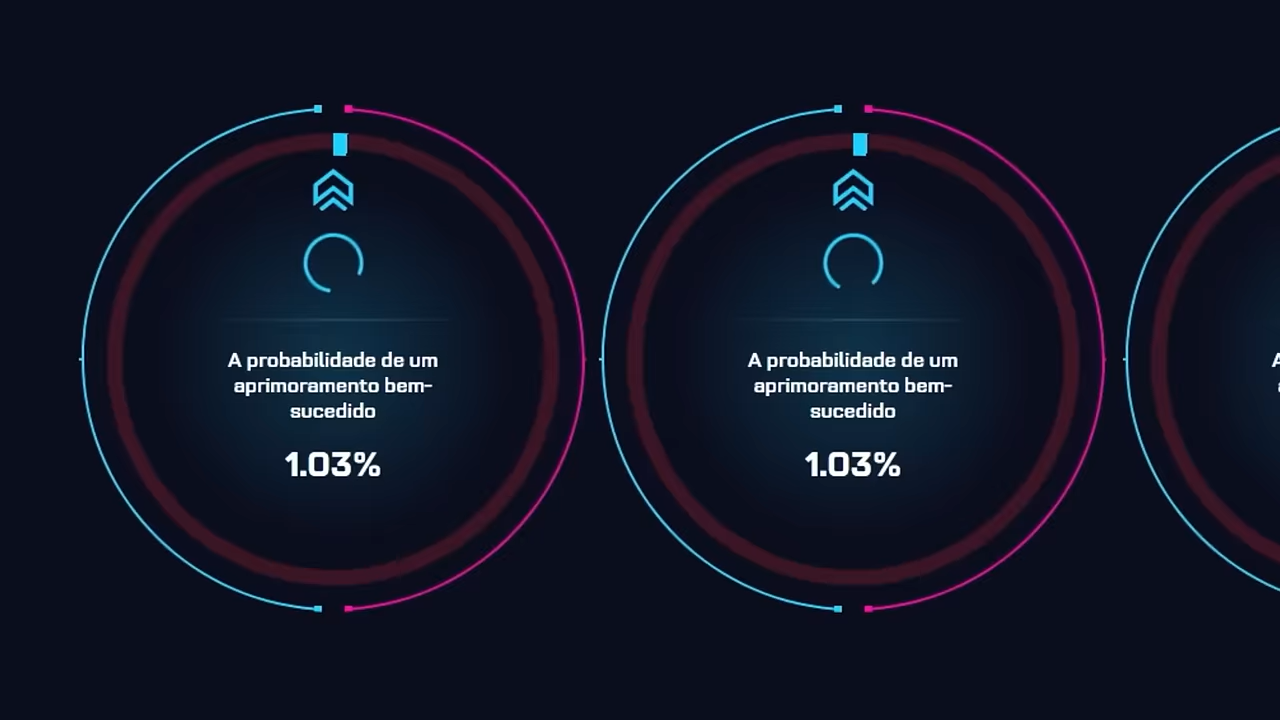 A probabilidade de um
aprimoramento bem-
sucedido
1.03%
A probabilidade de um
aprimoramento bem-
sucedido
1.03%